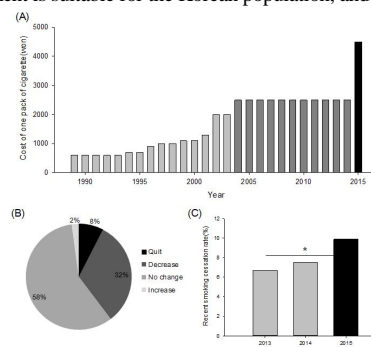 ent is suitable for the Korean population, and
(A)
Cost of one pack of cigarette(won)
5000
4000
3000
2000
1000
0
1990 1995 2000 2005 2010 2015
Year
(B)
2%
8%
32%
58%
Quit
Decrease
No change
Increase
(C)
Recent smoking cessation rate(%)
12
10
8
6
4
2
0
*
2013 2014 2015